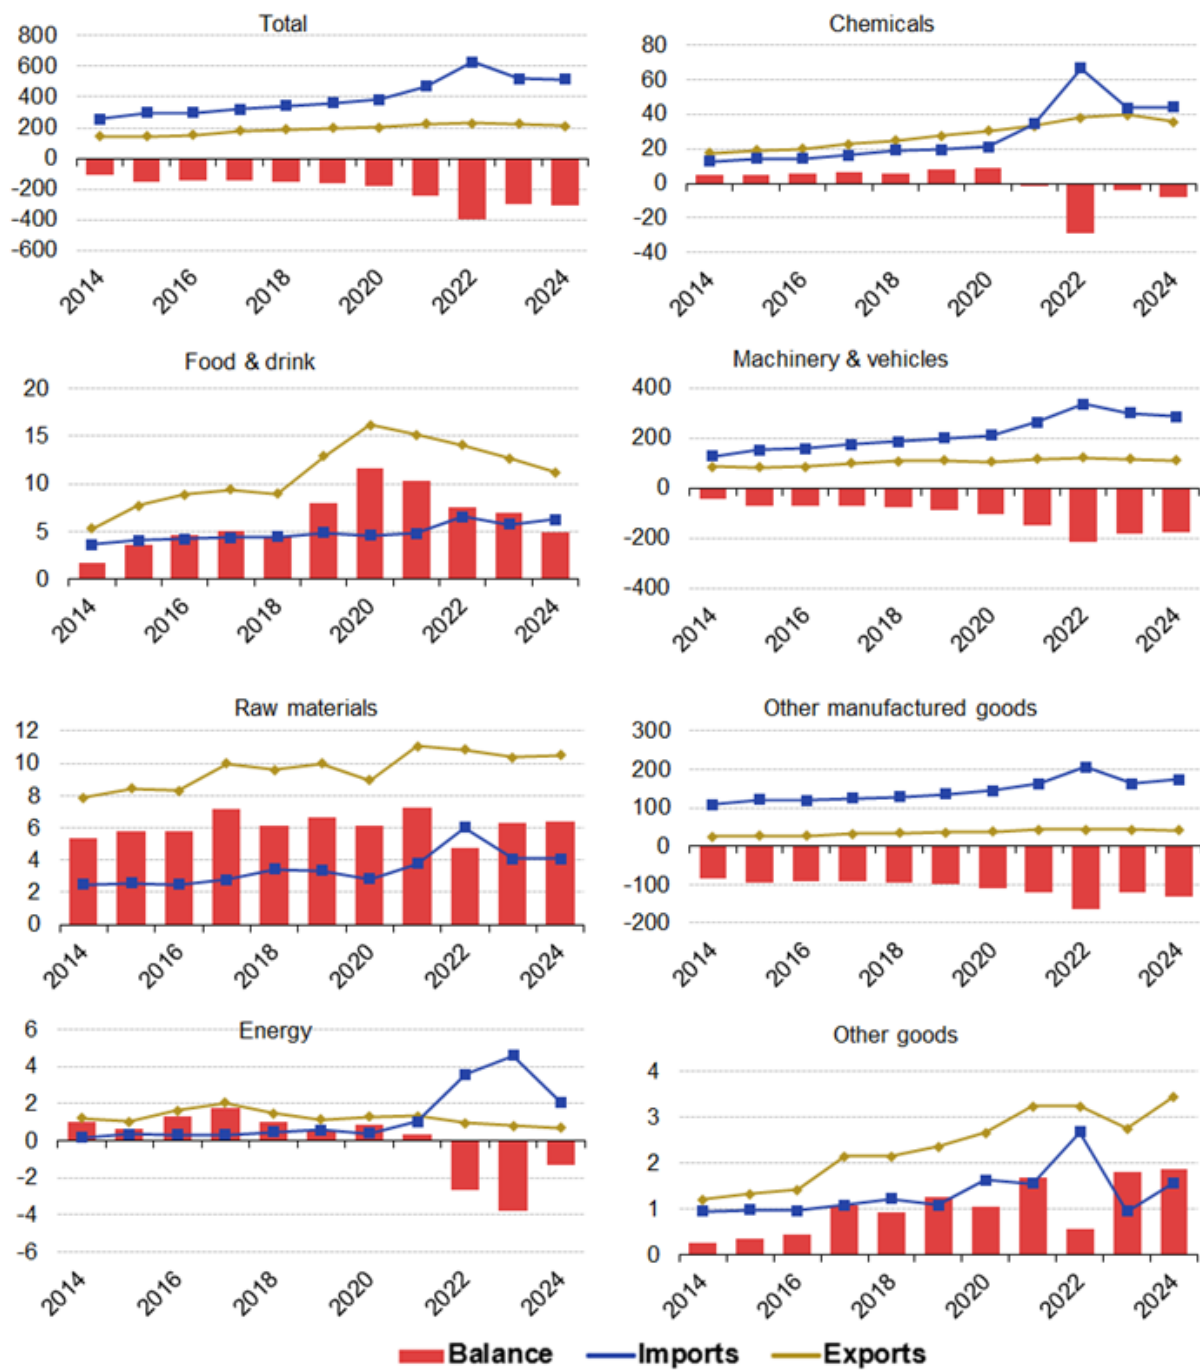 Total
800
600
400
200
0
-200
-400
-600
2014 2016 2018 2020 2022 2024
Chemicals
80
60
40
20
0
-20
-40
2014 2016 2018 2020 2022 2024
Food & drink
20
15
10
5
0
2014 2016 2018 2020 2022 2024
Machinery & vehicles
400
200
0
-200
-400
2014 2016 2018 2020 2022 2024
Raw materials
12
10
8
6
4
2
0
2014 2016 2018 2020 2022 2024
Other manufactured goods
300
200
100
0
-100
-200
2014 2016 2018 2020 2022 2024
Energy
6
4
2
0
-2
-4
-6
2014 2016 2018 2020 2022 2024
Other goods
4
3
2
1
0
2014 2016 2018 2020 2022 2024
Balance Imports Exports